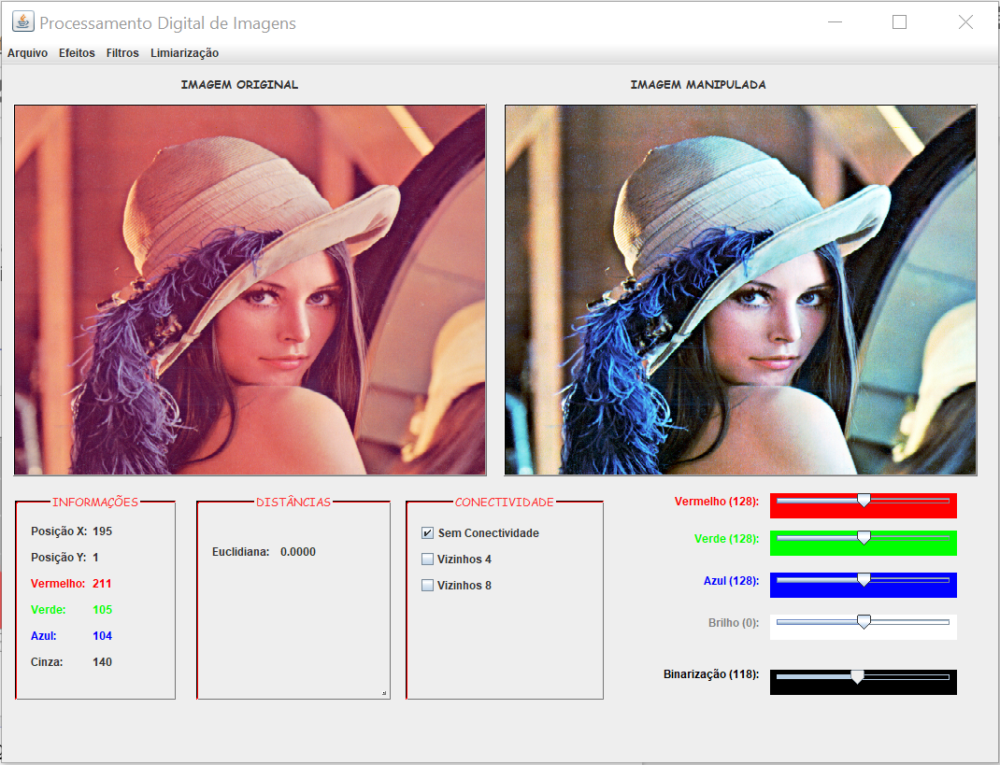 Processamento Digital de Imagens
Arquivo Efeitos Filtros Limiarização
IMAGEM ORIGINAL
IMAGEM MANIPULADA
INFORMAÇÕES
Posição X: 195
Posição Y: 1
Vermelho: 211
Verde: 105
Azul: 104
Cinza: 140
DISTÂNCIAS
Euclidiana: 0.0000
CONECTIVIDADE
Sem Conectividade
Vizinhos 4
Vizinhos 8
Vermelho (128):
Verde (128):
Azul (128):
Brilho (0):
Binarização (118):